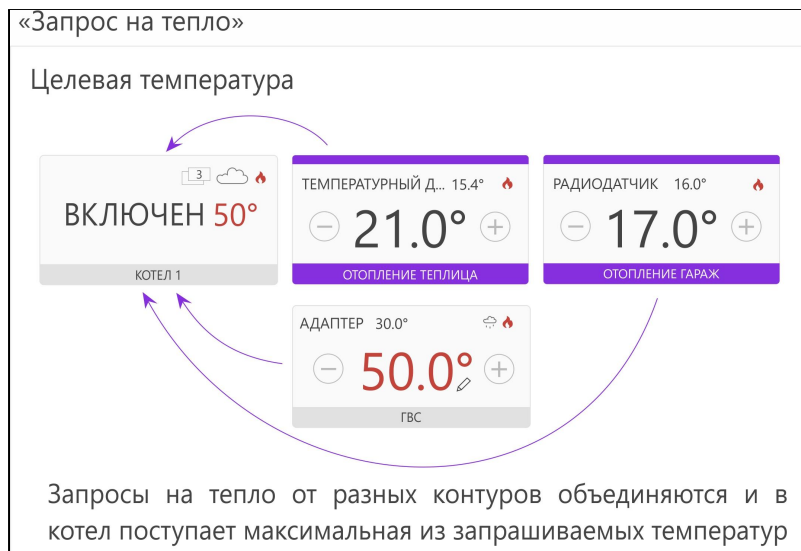 «Запрос на тепло»
Целевая температура
3
ВКЛЮЧЕН 50°
КОТЕЛ 1
ТЕМПЕРАТУРНЫЙ Д... 15.4°
21.0°
ОТОПЛЕНИЕ ТЕПЛИЦА
РАДИОДАТЧИК 16.0°
17.0°
ОТОПЛЕНИЕ ГАРАЖ
АДАПТЕР 30.0°
50.0°
ГВС
Запросы на тепло от разных контуров объединяются и в
котел поступает максимальная из запрашиваемых температур